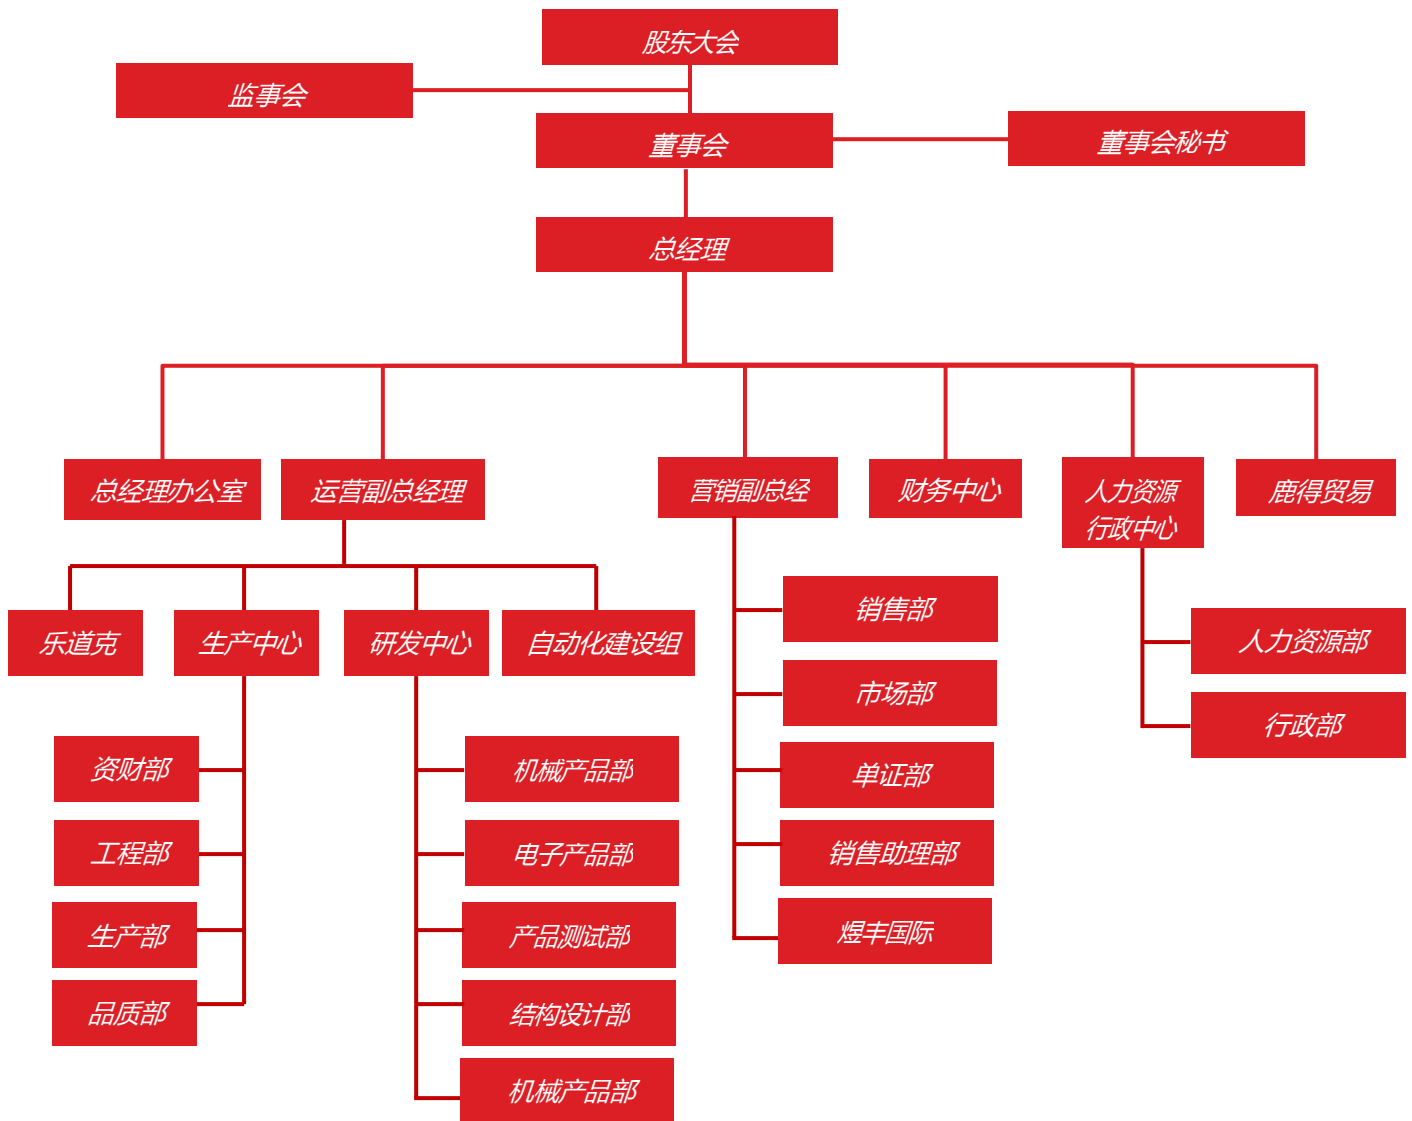 股东大会
监事会
董事会
董事会秘书
总经理
总经理办公室
运营副总经理
营销副总经
财务中心
人力资源
行政中心
鹿得贸易
乐道克
生产中心
研发中心
自动化建设组
销售部
市场部
单证部
销售助理部
煜丰国际
人力资源部
行政部
资财部
工程部
生产部
品质部
机械产品部
电子产品部
产品测试部
结构设计部
机械产品部